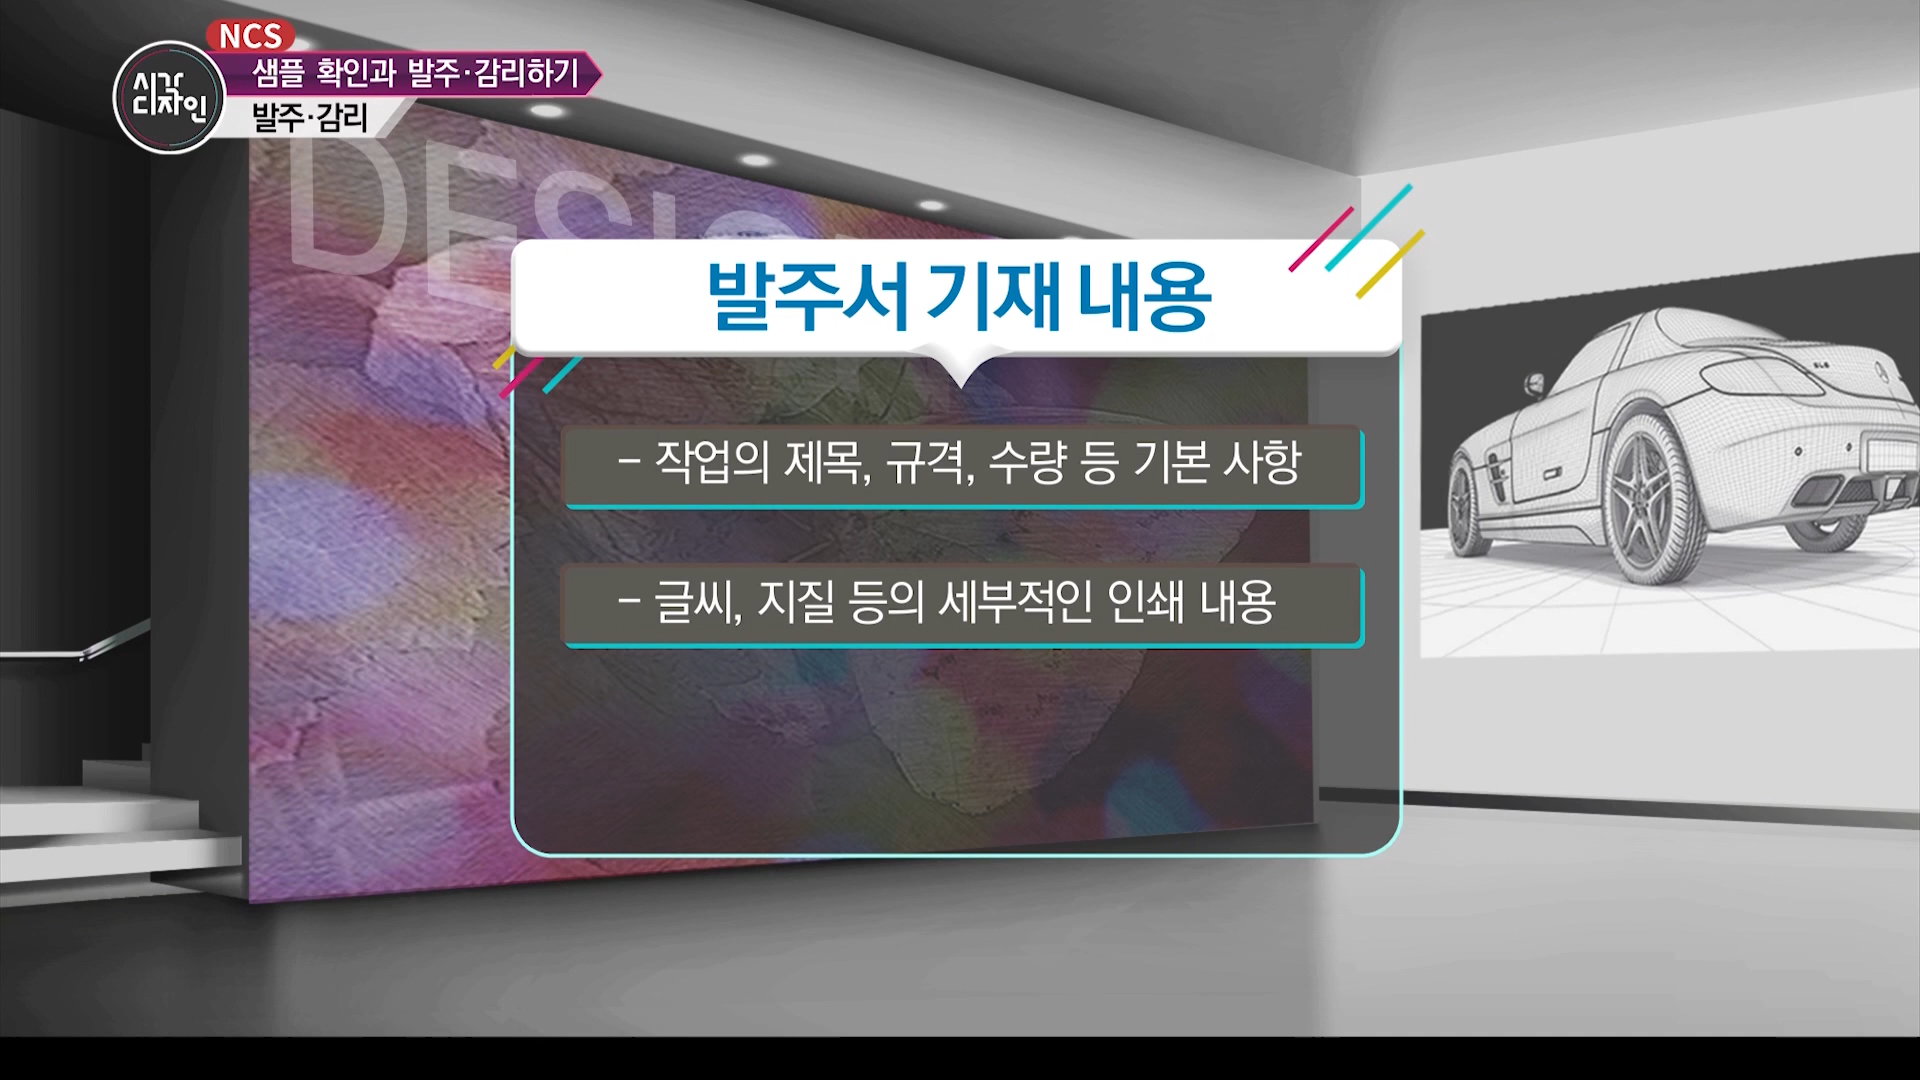 NCS
시각
디자인
샘플 확인과 발주·감리하기
발주·감리
DESIGN
발주서 기재 내용
- 작업의 제목, 규격, 수량 등 기본 사항
- 글씨, 지질 등의 세부적인 인쇄 내용